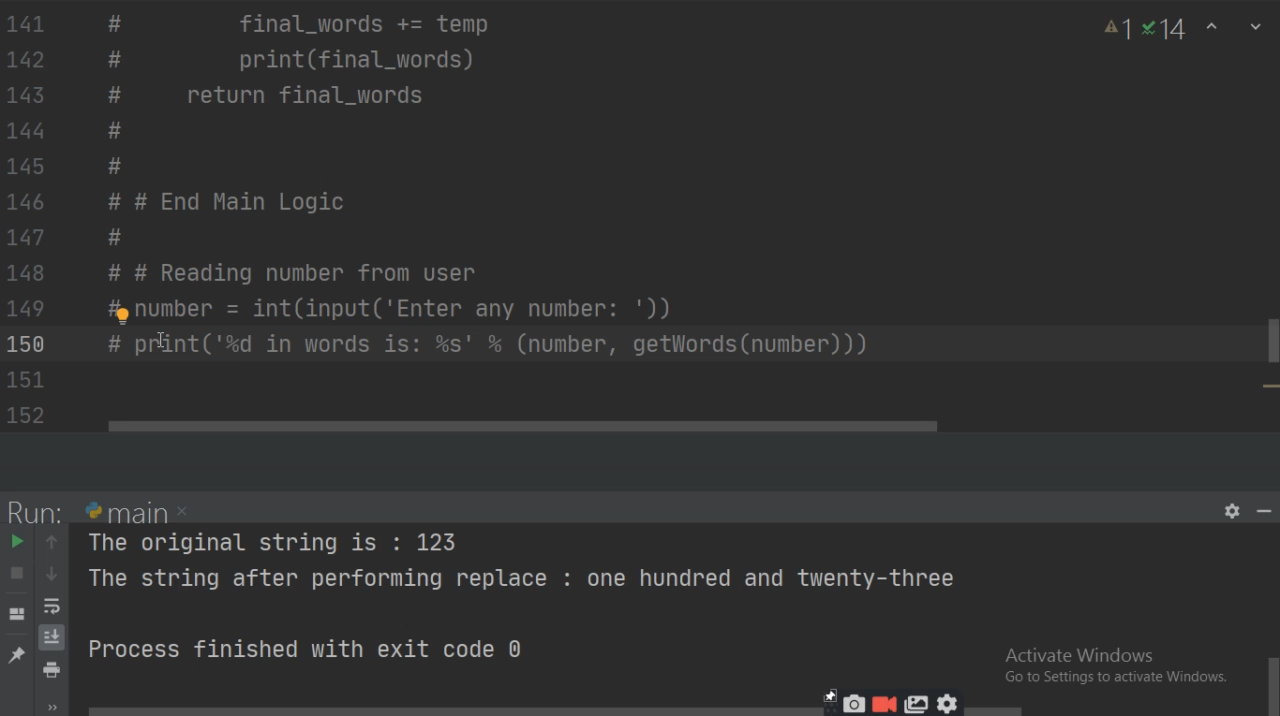 141 #         final_words += temp
1 14
142 #         print(final_words)
143 #     return final_words
144 #
145 #
146 # # End Main Logic
147 #
148 # # Reading number from user
149 # number = int(input('Enter any number: '))
150 # print('%d in words is: %s' % (number, getWords(number)))
151
152
Run: main ×
The original string is : 123
The string after performing replace : one hundred and twenty-three
Process finished with exit code 0
Activate Windows
Go to Settings to activate Windows.